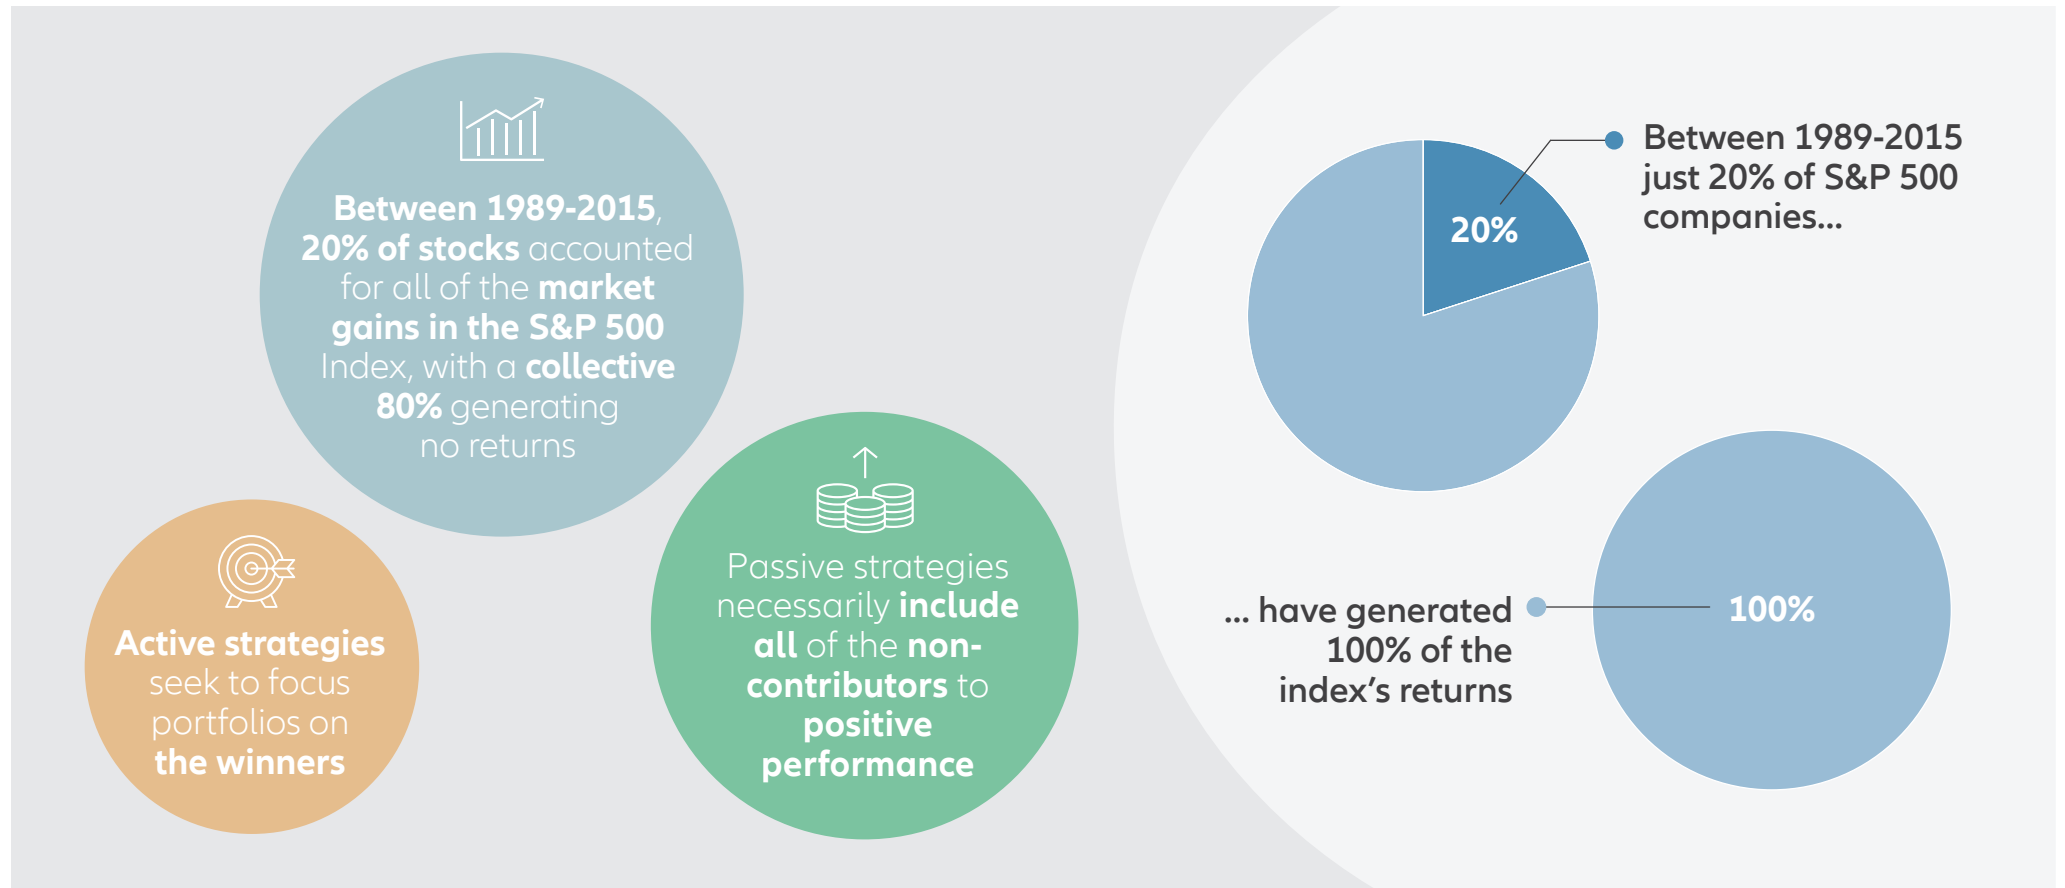 Between 1989-2015,
20% of stocks accounted
for all of the market
gains in the S&P 500
Index, with a collective
80% generating
no returns
Active strategies
seek to focus
portfolios on
the winners
Passive strategies
necessarily include
all of the non-
contributors to
positive
performance
20%
Between 1989-2015
just 20% of S&P 500
companies...
... have generated
100% of the
index’s returns
100%